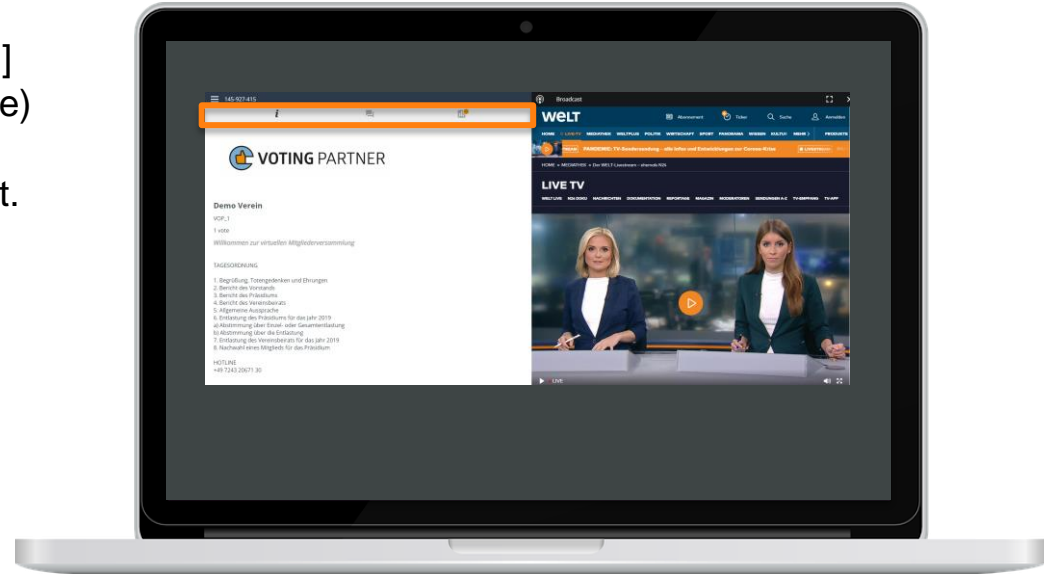 ]
e)
t.
145-927-415
i
VOTING PARTNER
Demo Verein
VOP_1
1 vote
Willkommen zur virtuellen Mitgliederversammlung
TAGESORDNUNG
1. Begrüßung, Totengedenken und Ehrungen
2. Bericht des Vorstands
3. Bericht des Präsidiums
4. Bericht des Vereinsbeirats
5. Allgemeine Aussprache
6. Entlastung des Präsidiums für das Jahr 2019
a) Abstimmung über Einzel- oder Gesamtentlastung
b) Abstimmung über die Entlastung
7. Entlastung des Vereinsbeirats für das Jahr 2019
8. Nachwahl eines Mitglieds für das Präsidium
HOTLINE
+49 7243 20671 30
Broadcast
WELT
Abonnement Ticker Suche Anmelden
HOME LIVE-TV MEDIATHEK WELTPLUS POLITIK WIRTSCHAFT SPORT PANORAMA WISSEN KULTUR MEHR PRODUKTE
PANDEMIE: TV-Sondersendung - alle Infos und Entwicklungen zur Corona-Krise
HOME » MEDIATHEK » Der WELT-Livestream - ehemals N24
LIVE TV
WELT LIVE N24 DOKU NACHRICHTEN DOKUMENTATION REPORTAGE MAGAZIN MODERATOREN SENDUNGEN A-Z TV-EMPFANG TV-APP
LIVE